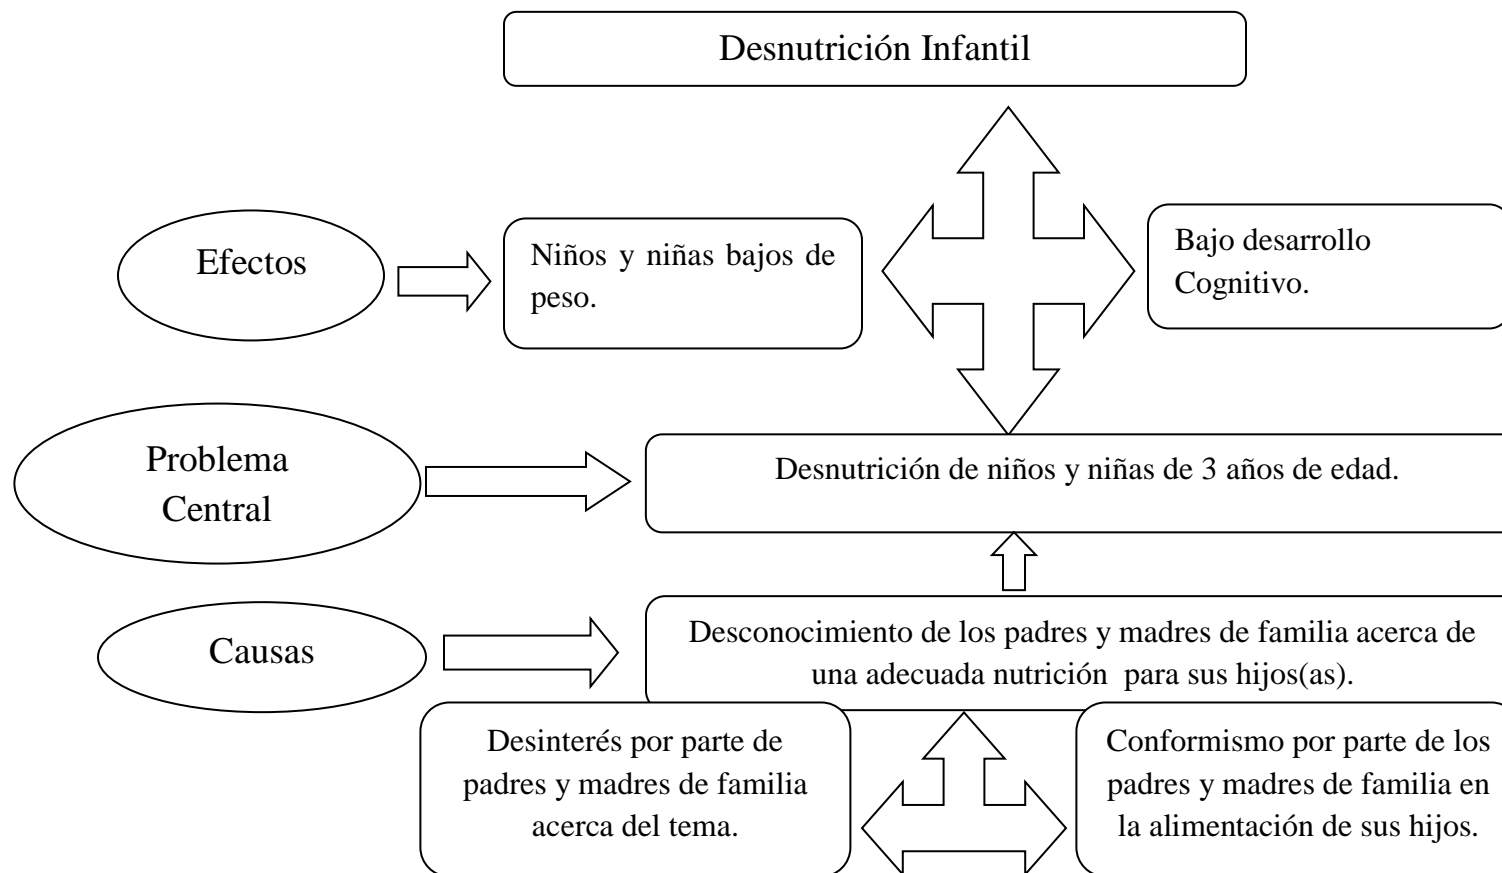 Desnutrición Infantil
Efectos
Niños y niñas bajos de
peso.
Bajo desarrollo
Cognitivo.
Problema
Central
Desnutrición de niños y niñas de 3 años de edad.
Causas
Desconocimiento de los padres y madres de familia acerca de
una adecuada nutrición  para sus hijos(as).
Desinterés por parte de
padres y madres de familia
acerca del tema.
Conformismo por parte de los
padres y madres de familia en
la alimentación de sus hijos.